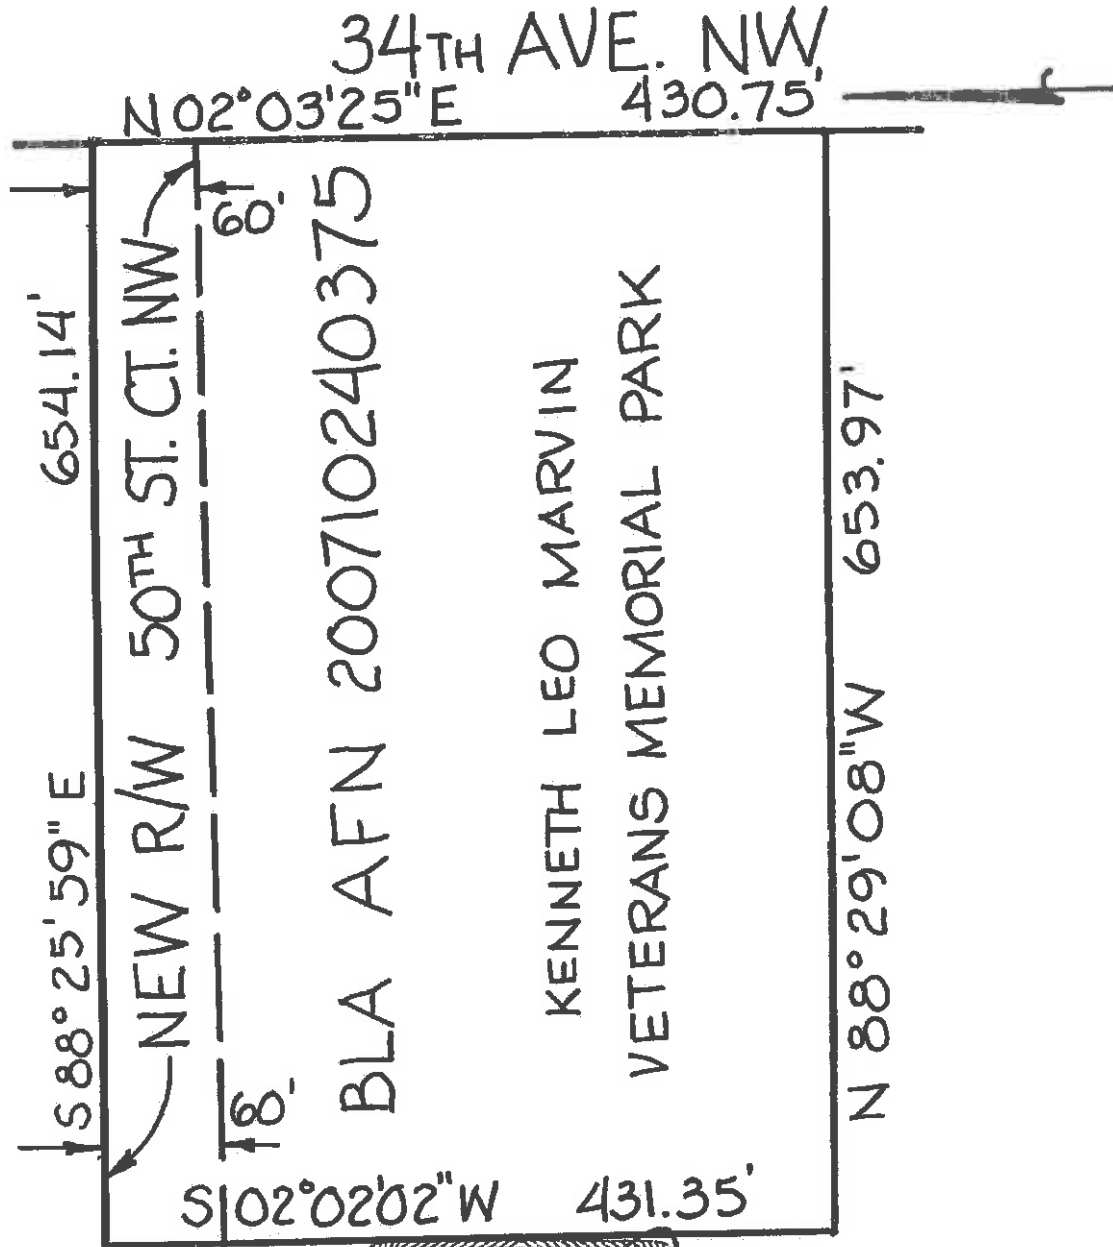 34TH AVE. NW
N 02°03'25" E 430.75'
60'
654.14'
S 88° 25' 59" E
NEW R/W 50TH ST. CT. NW
BLA AFN 200710240375
KENNETH LEO MARVIN
VETERANS MEMORIAL PARK
N 88° 29' 08" W 653.97'
60'
S 02°02'02" W 431.35'